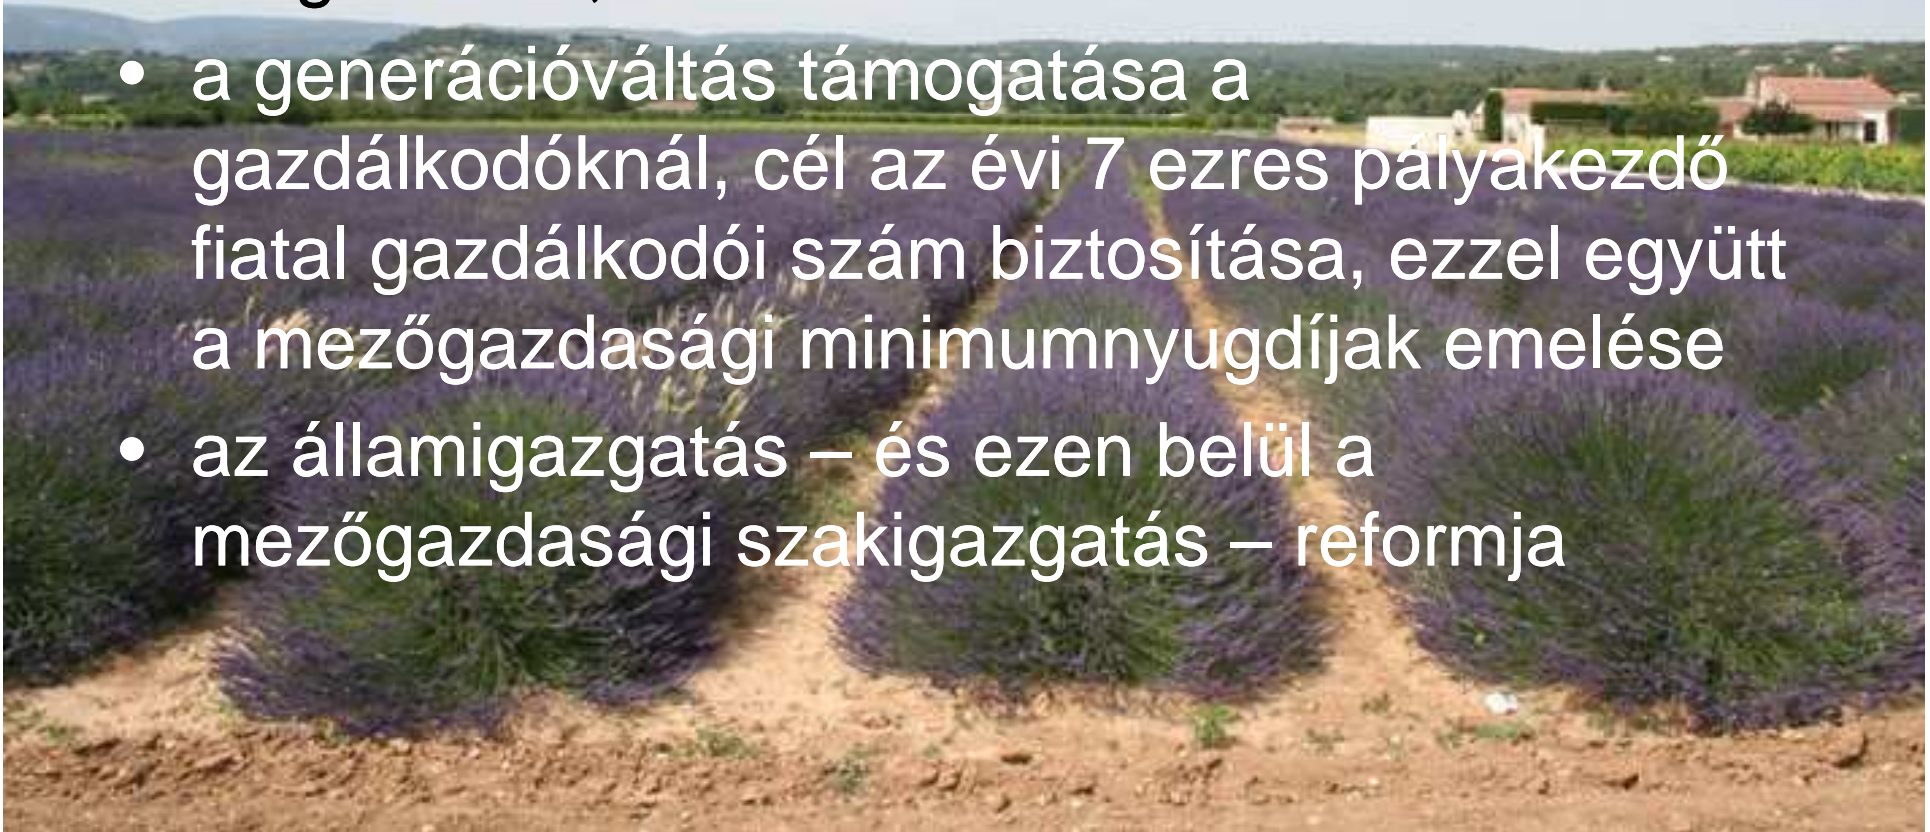 • a generációváltás támogatása a
gazdálkodóknál, cél az évi 7 ezres pályakezdő
fiatal gazdálkodói szám biztosítása, ezzel együtt
a mezőgazdasági minimumnyugdíjak emelése
• az államigazgatás – és ezen belül a
mezőgazdasági szakigazgatás – reformja